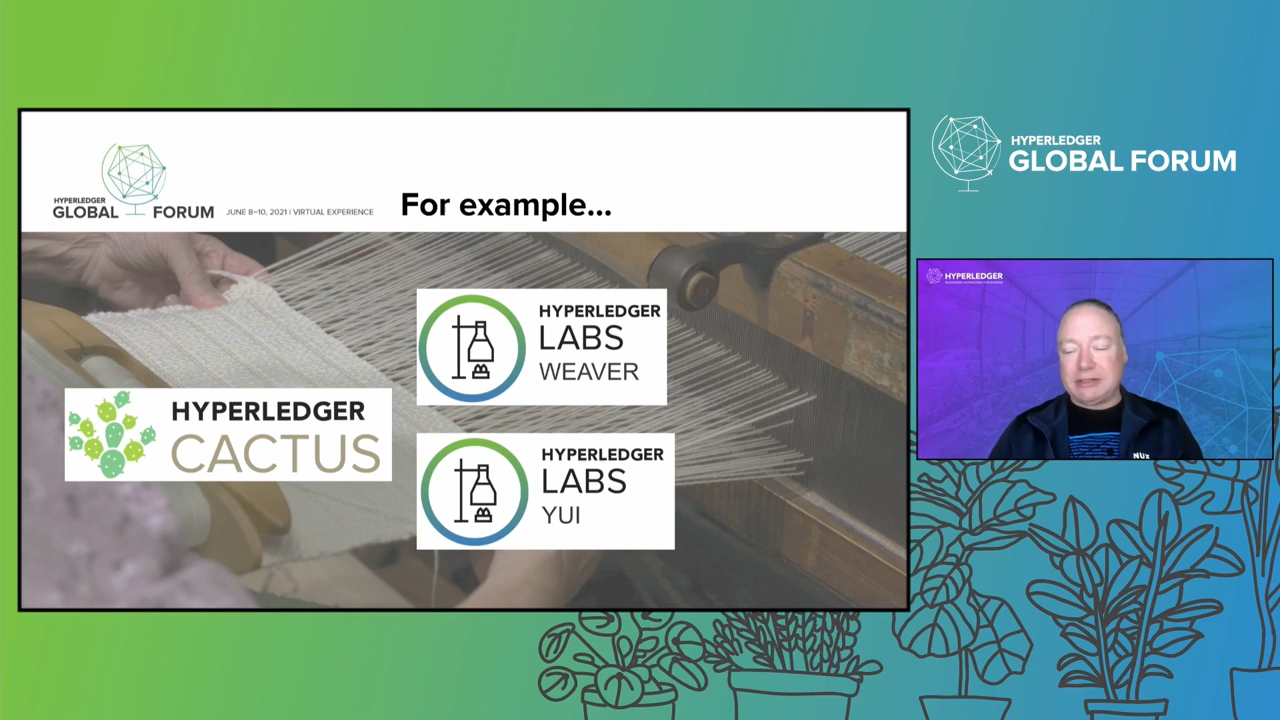 HYPERLEDGER
GLOBAL FORUM
JUNE 8–10, 2021 | VIRTUAL EXPERIENCE
For example...
HYPERLEDGER
CACTUS
HYPERLEDGER
LABS
WEAVER
HYPERLEDGER
LABS
YUI
HYPERLEDGER
GLOBAL FORUM
HYPERLEDGER